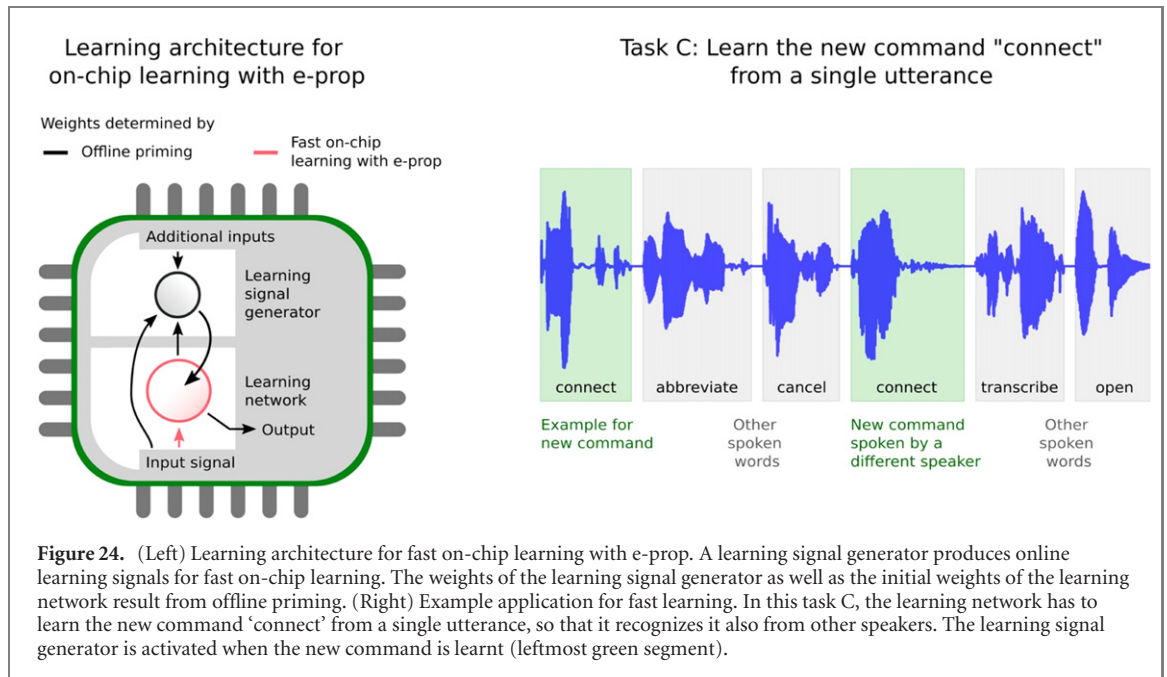 Learning architecture for
on-chip learning with e-prop
Weights determined by
Offline priming
Fast on-chip
learning with e-prop
Additional inputs
Learning
signal
generator
Learning
network
Output
Input signal
Task C: Learn the new command "connect"
from a single utterance
connect
abbreviate
cancel
connect
transcribe
open
Example for
new command
Other
spoken
words
New command
spoken by a
different speaker
Other
spoken
words
Figure 24. (Left) Learning architecture for fast on-chip learning with e-prop. A learning signal generator produces online
learning signals for fast on-chip learning. The weights of the learning signal generator as well as the initial weights of the learning
network result from offline priming. (Right) Example application for fast learning. In this task C, the learning network has to
learn the new command ‘connect’ from a single utterance, so that it recognizes it also from other speakers. The learning signal
generator is activated when the new command is learnt (leftmost green segment).